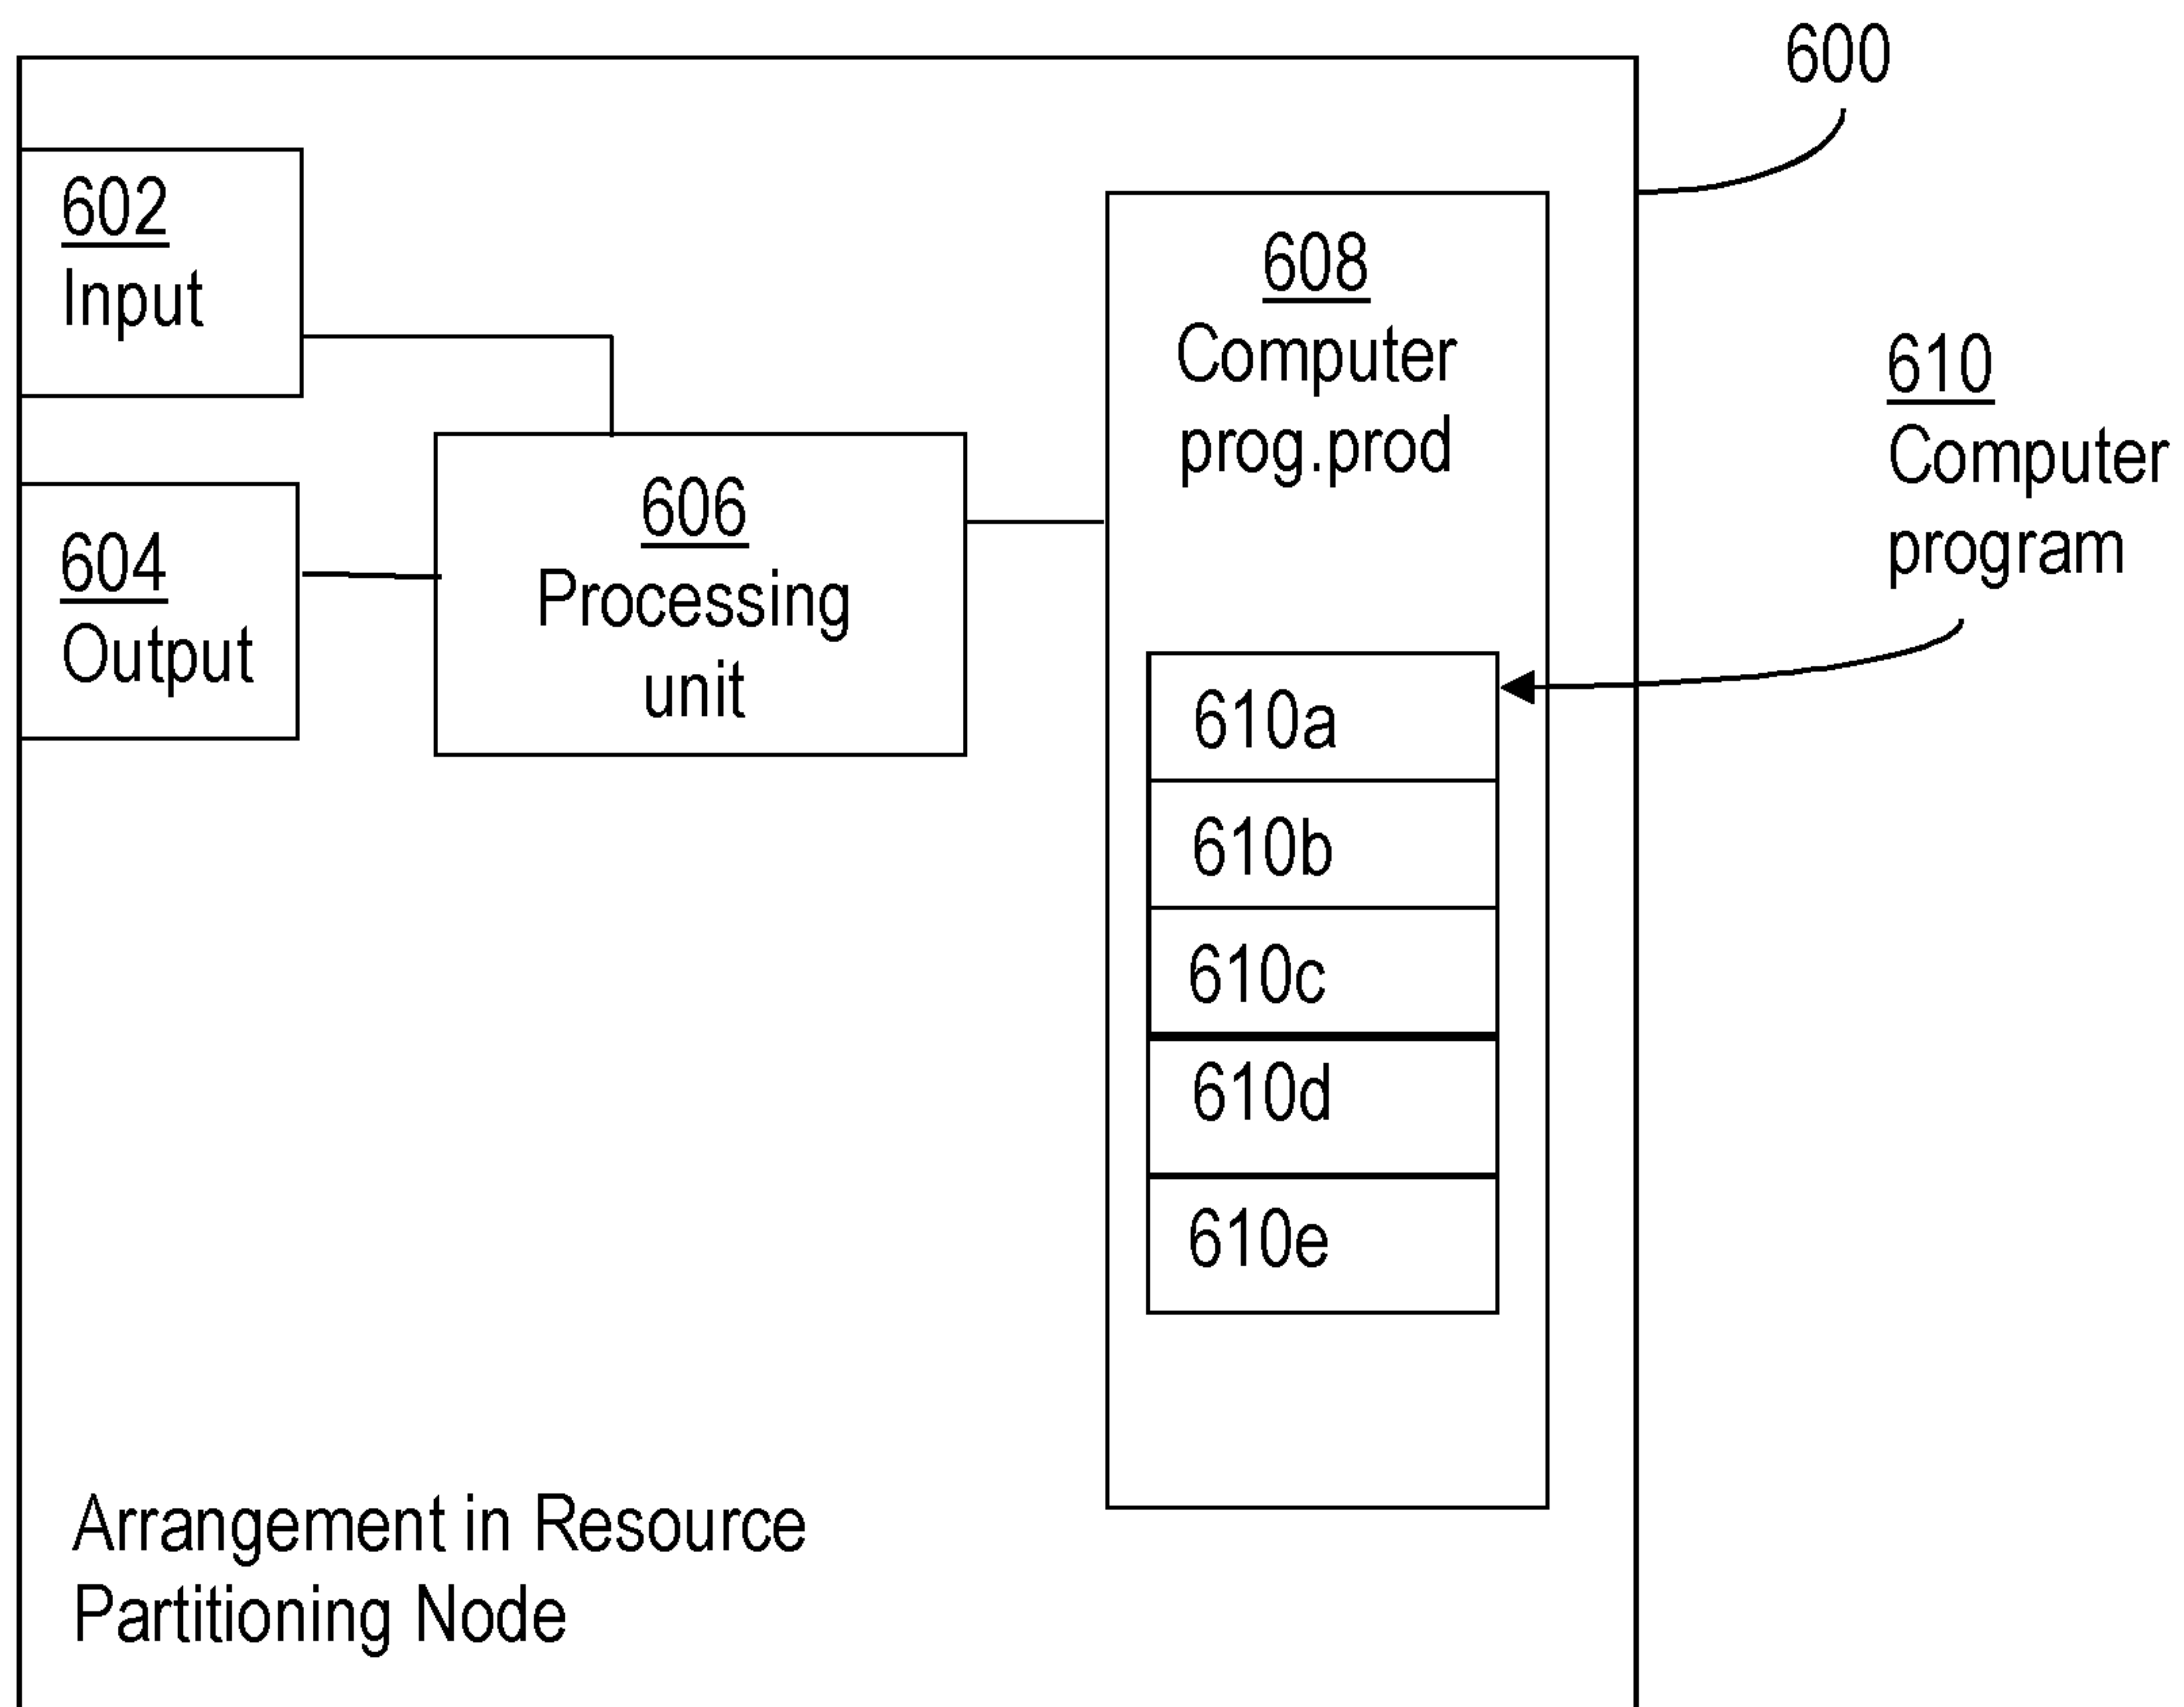 600
602
Input
608
Computer
prog.prod
610
Computer
program
606
Processing
unit
604
Output
610a
610b
610c
610d
610e
Arrangement in Resource
Partitioning Node